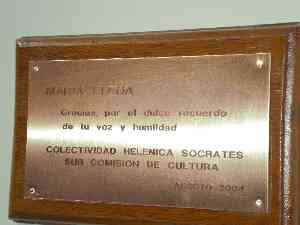 MARIA
Gracias, por el dulce recuerdo
de tu voz y humildad
COLECTIVIDAD HELENICA SOCRATES
SUB COMISION DE CULTURA
AGOSTO 2004